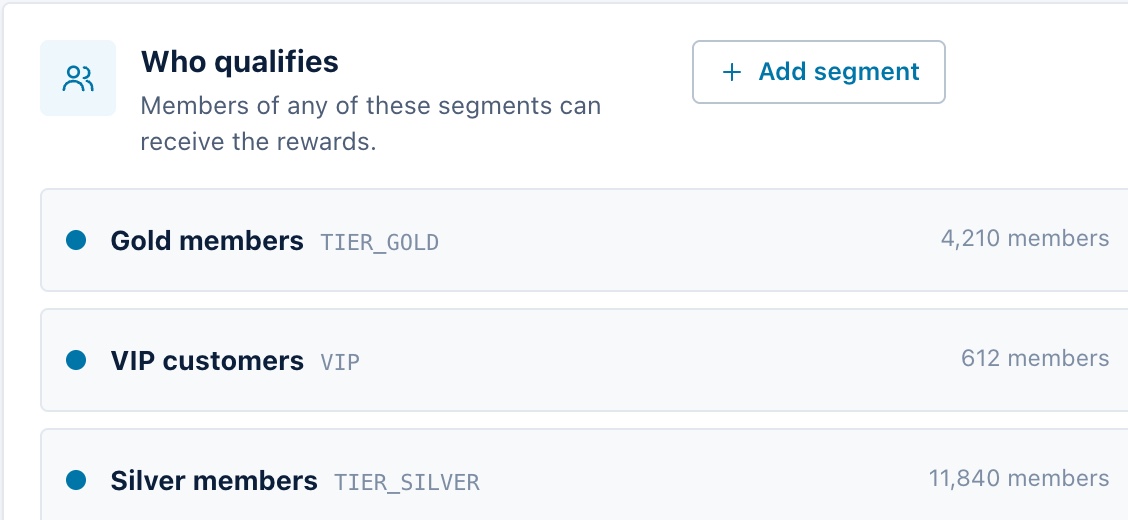 Who qualifies
Members of any of these segments can
receive the rewards.
+ Add segment
Gold members TIER_GOLD 4,210 members
VIP customers VIP 612 members
Silver members TIER_SILVER 11,840 members